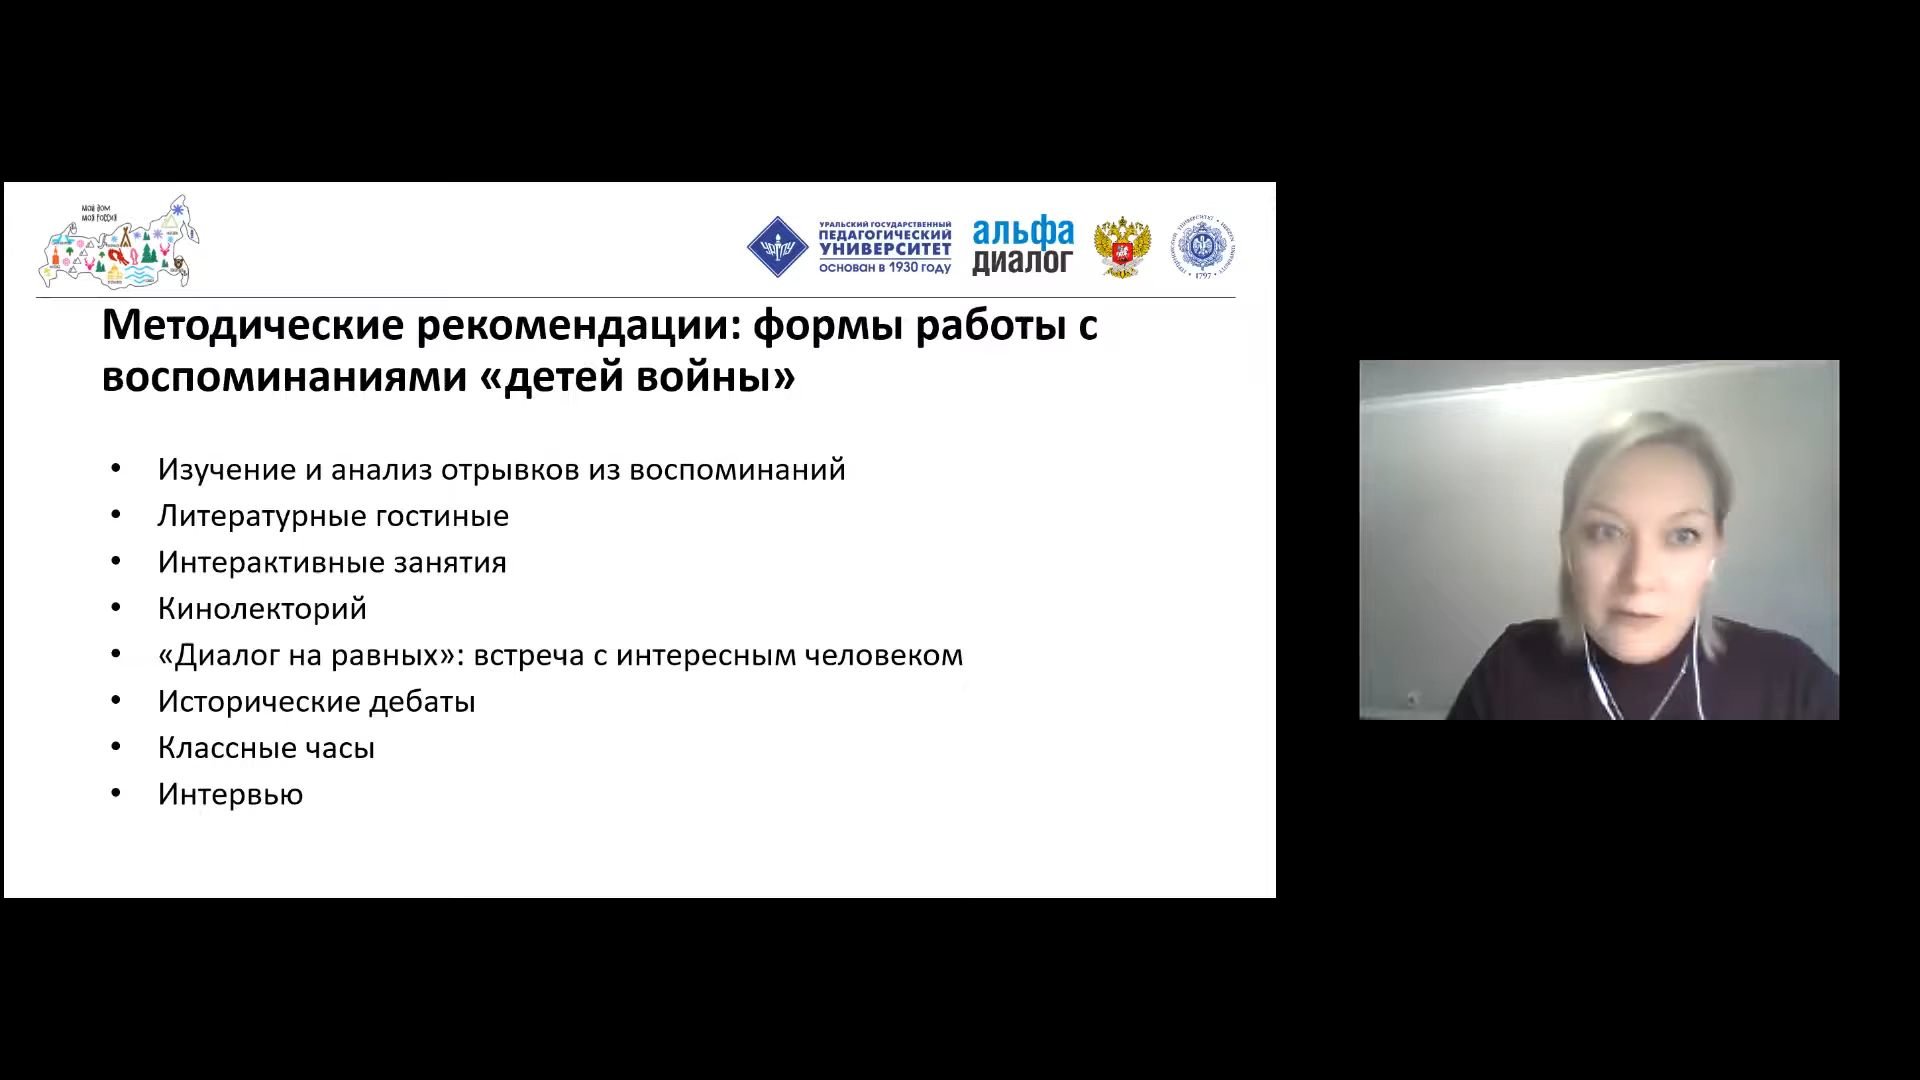 МОЙ ДОМ
МОЯ РОССИЯ
УрГПУ
УРАЛЬСКИЙ ГОСУДАРСТВЕННЫЙ
ПЕДАГОГИЧЕСКИЙ
УНИВЕРСИТЕТ
ОСНОВАН В 1930 ГОДУ
альфа
диалог
1797
Методические рекомендации: формы работы с
воспоминаниями «детей войны»
• Изучение и анализ отрывков из воспоминаний
• Литературные гостиные
• Интерактивные занятия
• Кинолекторий
• «Диалог на равных»: встреча с интересным человеком
• Исторические дебаты
• Классные часы
• Интервью